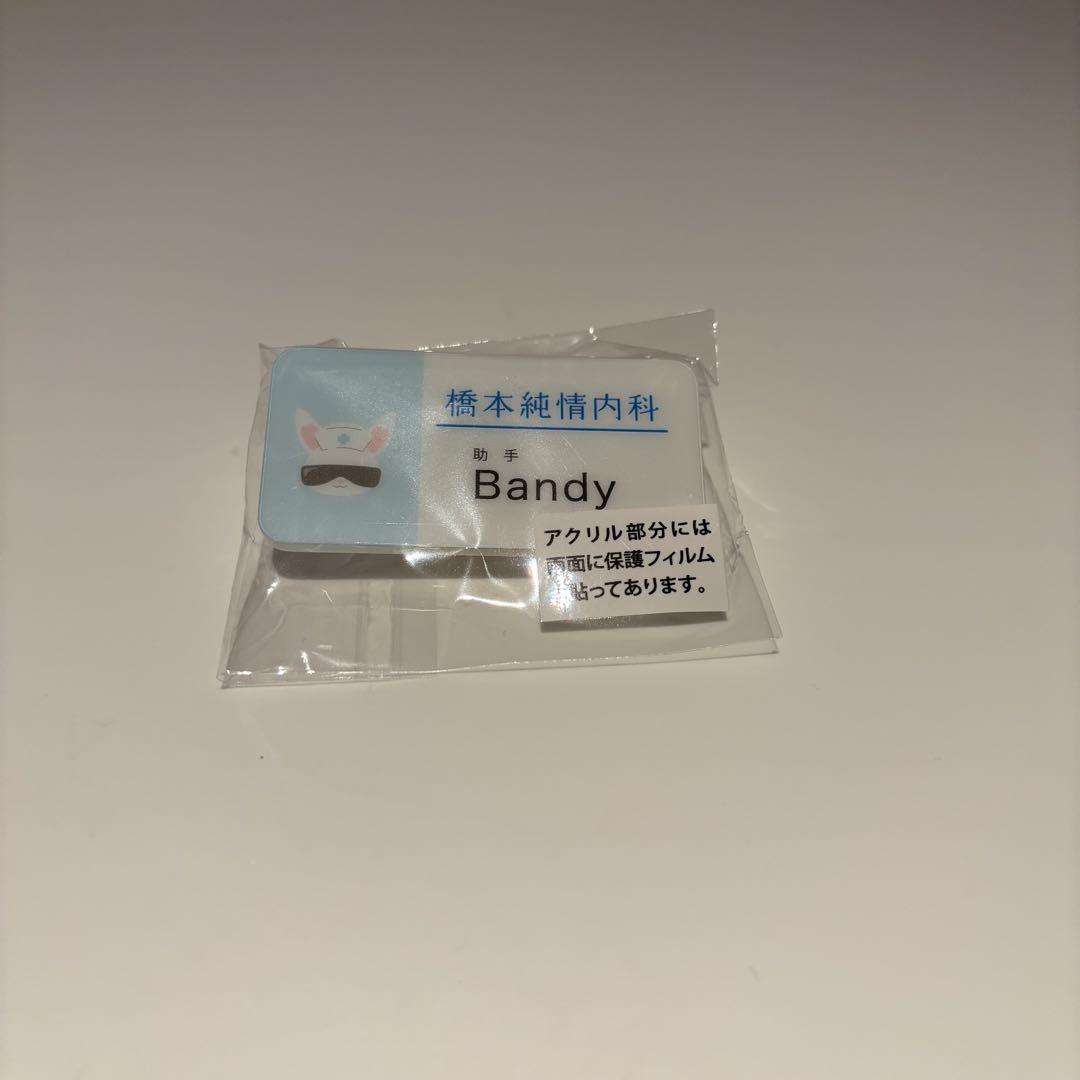 橋本純情内科
助手
Bandy
アクリル部分には
両面に保護フィルム
貼ってあります。